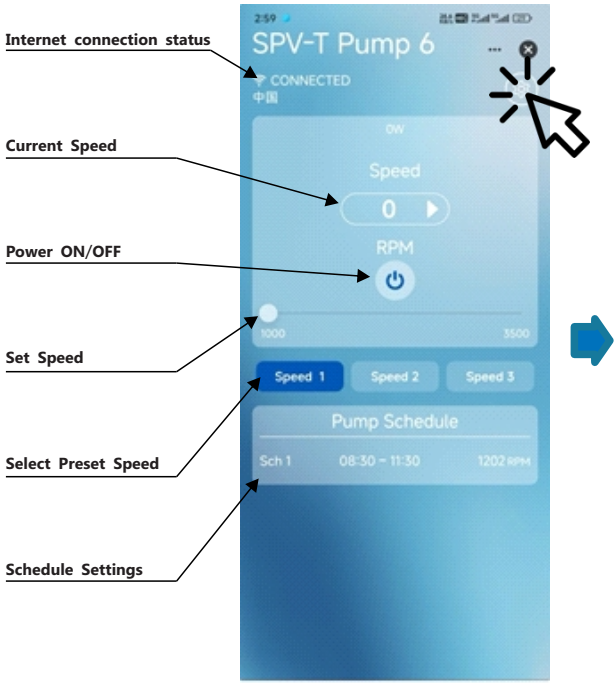 Internet connection status
Current Speed
Power ON/OFF
Set Speed
Select Preset Speed
Schedule Settings
2:59
SPV-T Pump 6
CONNECTED
中国
0W
Speed
0
RPM
1000 3500
Speed 1 Speed 2 Speed 3
Pump Schedule
Sch 1 08:30 - 11:30 1202 RPM